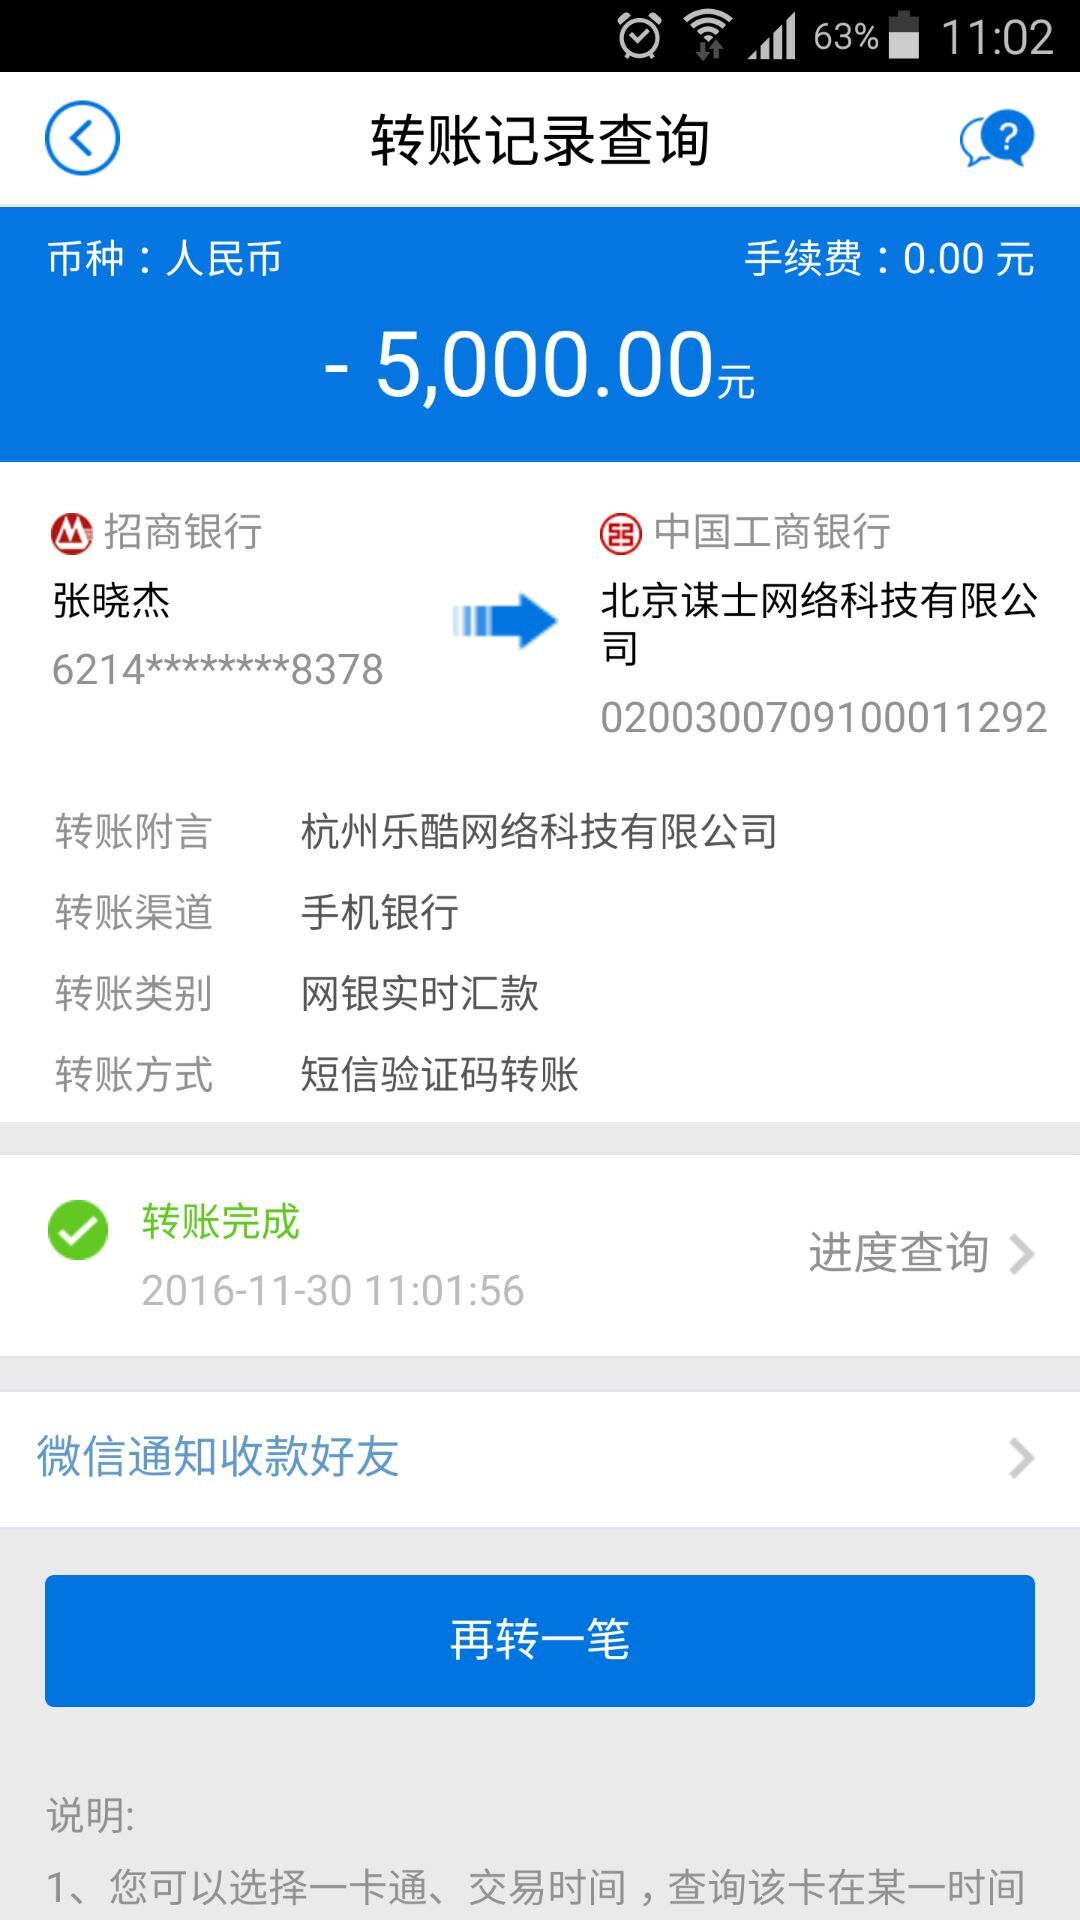 63% 11:02
转账记录查询
?
币种：人民币 手续费：0.00 元
- 5,000.00元
招商银行 中国工商银行
张晓杰 北京谋士网络科技有限公
司
6214********8378
0200300709100011292
转账附言 杭州乐酷网络科技有限公司
转账渠道 手机银行
转账类别 网银实时汇款
转账方式 短信验证码转账
转账完成
2016-11-30 11:01:56
进度查询
微信通知收款好友
再转一笔
说明:
1、您可以选择一卡通、交易时间，查询该卡在某一时间